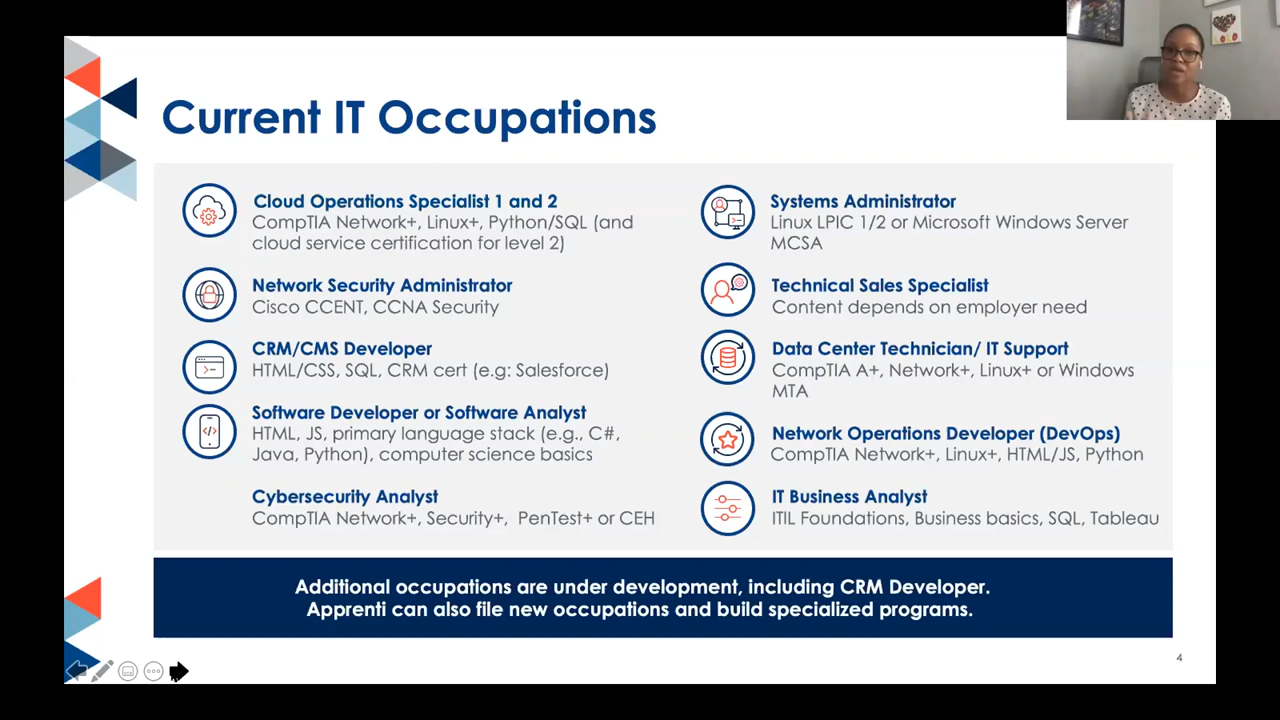 Current IT Occupations
Cloud Operations Specialist 1 and 2
CompTIA Network+, Linux+, Python/SQL (and
cloud service certification for level 2)
Network Security Administrator
Cisco CCENT, CCNA Security
CRM/CMS Developer
HTML/CSS, SQL, CRM cert (e.g: Salesforce)
Software Developer or Software Analyst
HTML, JS, primary language stack (e.g., C#,
Java, Python), computer science basics
Cybersecurity Analyst
CompTIA Network+, Security+, PenTest+ or CEH
Systems Administrator
Linux LPIC 1/2 or Microsoft Windows Server
MCSA
Technical Sales Specialist
Content depends on employer need
Data Center Technician/ IT Support
CompTIA A+, Network+, Linux+ or Windows
MTA
Network Operations Developer (DevOps)
CompTIA Network+, Linux+, HTML/JS, Python
IT Business Analyst
ITIL Foundations, Business basics, SQL, Tableau
Additional occupations are under development, including CRM Developer.
Apprenti can also file new occupations and build specialized programs.
4